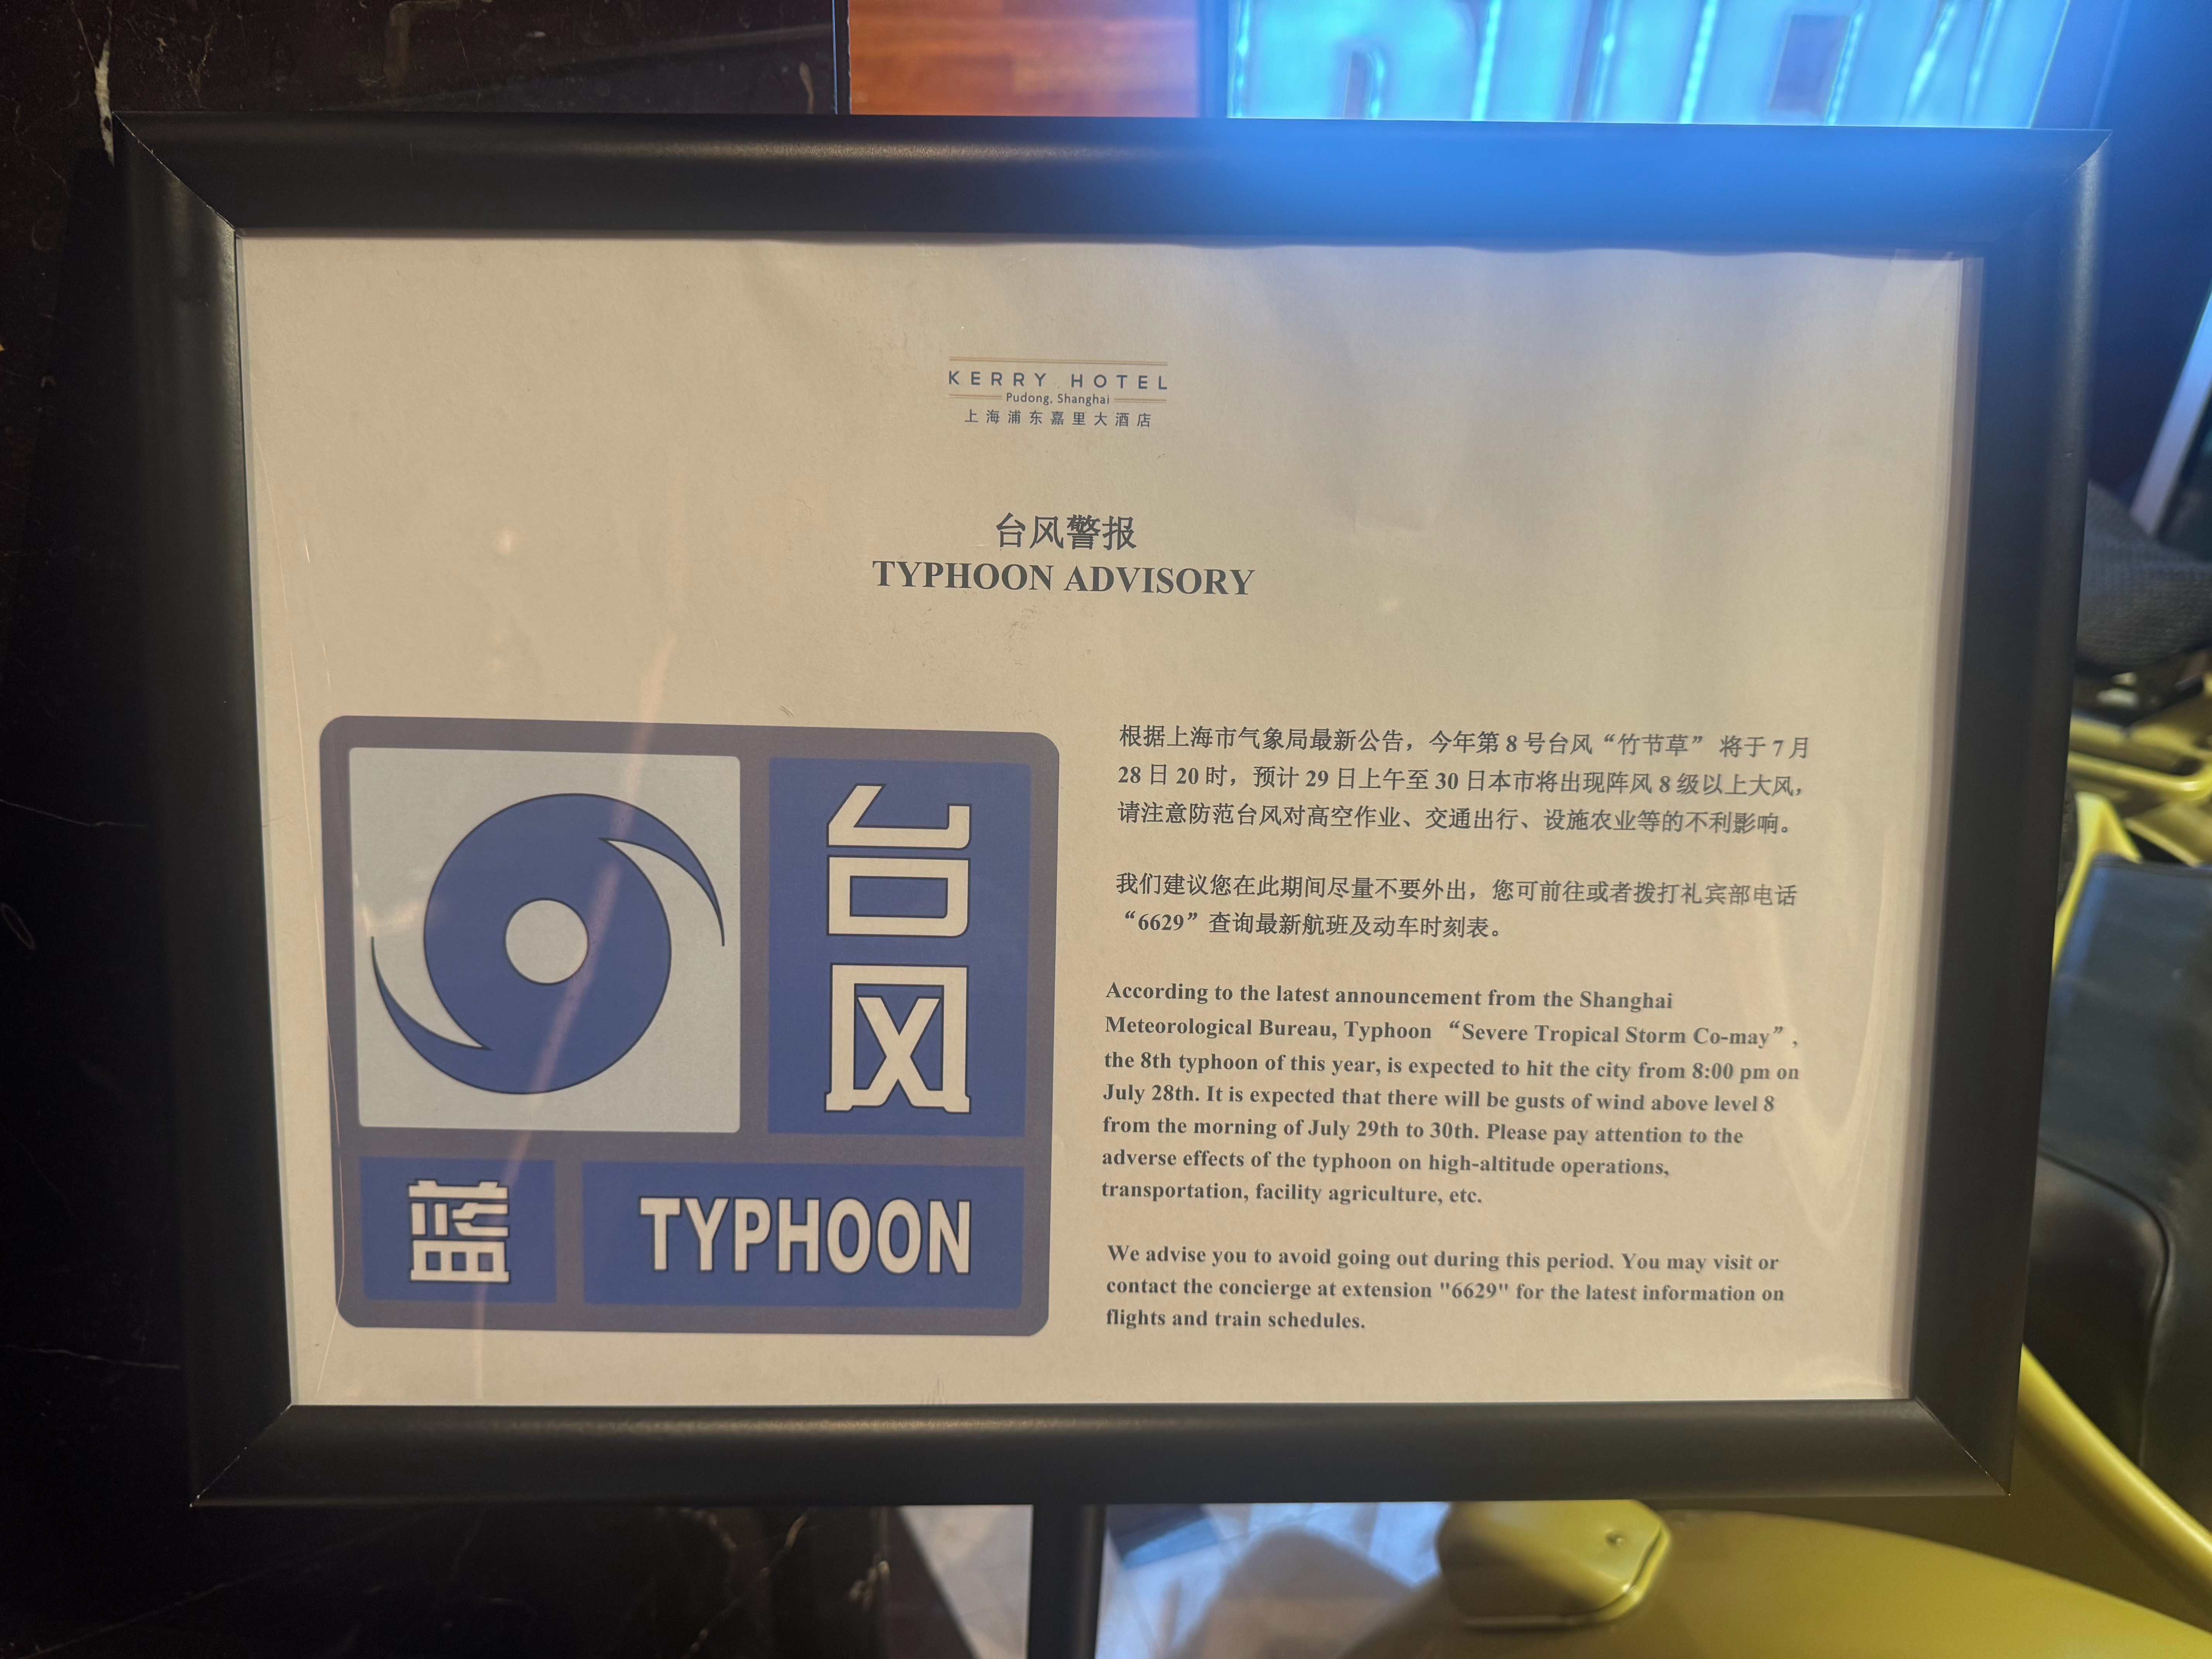 KERRY HOTEL
Pudong, Shanghai
上海浦东嘉里大酒店
台风警报
TYPHOON ADVISORY
台风
蓝
TYPHOON
根据上海市气象局最新公告，今年第 8 号台风“竹节草” 将于 7 月
28 日 20 时，预计 29 日上午至 30 日本市将出现阵风 8 级以上大风，
请注意防范台风对高空作业、交通出行、设施农业等的不利影响。
我们建议您在此期间尽量不要外出，您可前往或者拨打礼宾部电话
“6629”查询最新航班及动车时刻表。
According to the latest announcement from the Shanghai
Meteorological Bureau, Typhoon “Severe Tropical Storm Co-may”,
the 8th typhoon of this year, is expected to hit the city from 8:00 pm on
July 28th. It is expected that there will be gusts of wind above level 8
from the morning of July 29th to 30th. Please pay attention to the
adverse effects of the typhoon on high-altitude operations,
transportation, facility agriculture, etc.
We advise you to avoid going out during this period. You may visit or
contact the concierge at extension "6629" for the latest information on
flights and train schedules.